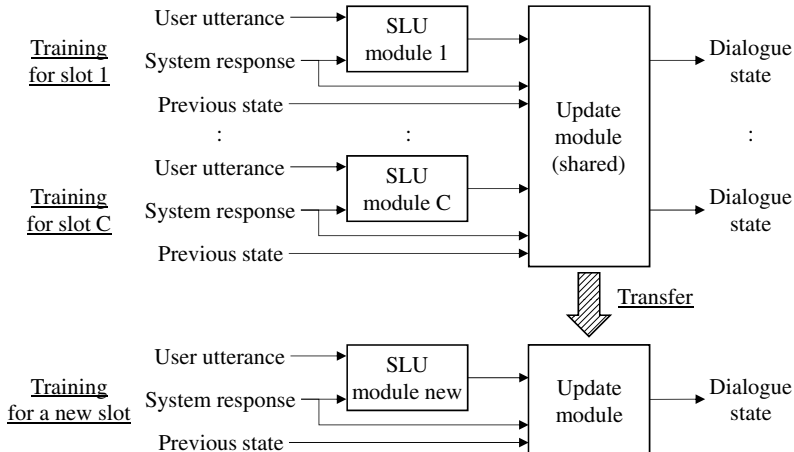 User utterance
SLU
module 1
Training
for slot 1
System response
Previous state
Dialogue
state
:
:
:
Update
module
(shared)
User utterance
SLU
module C
Training
for slot C
System response
Previous state
Dialogue
state
Transfer
User utterance
SLU
module new
Training
for a new slot
System response
Previous state
Update
module
Dialogue
state